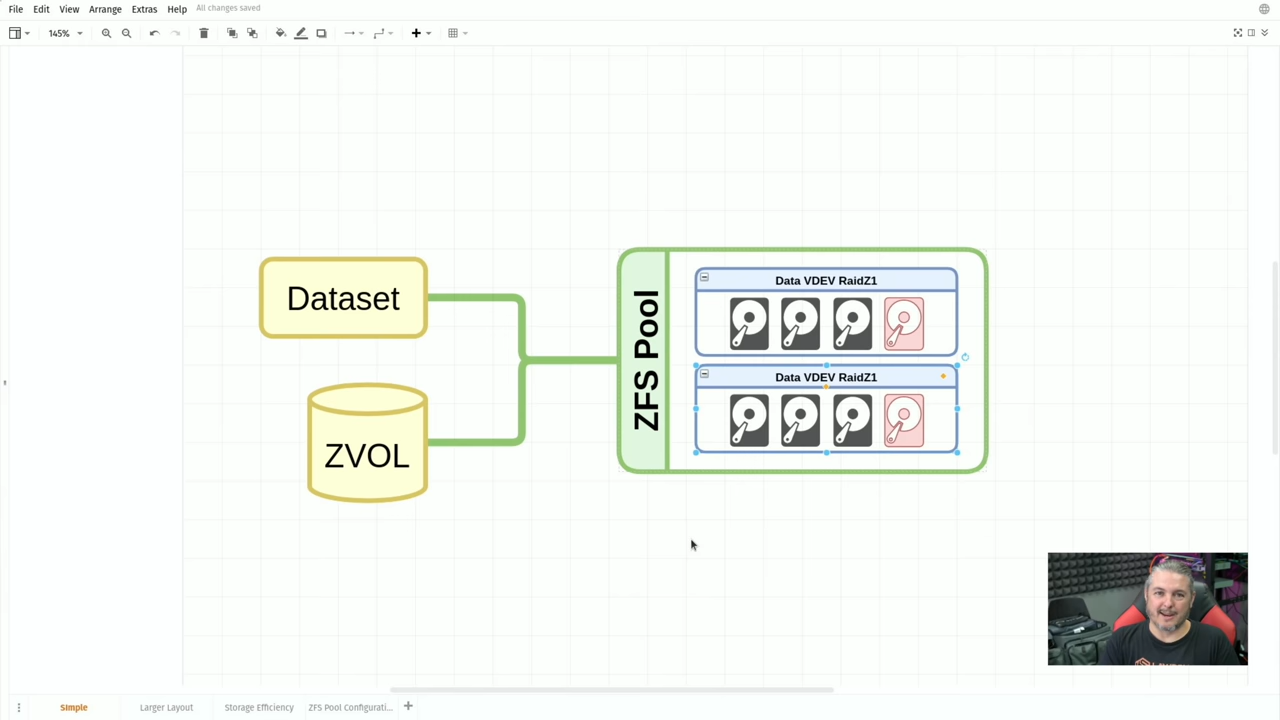 File Edit View Arrange Extras Help All changes saved
145%
Dataset
ZVOL
ZFS Pool
Data VDEV RaidZ1
Data VDEV RaidZ1
Simple Larger Layout Storage Efficiency ZFS Pool Configurati...